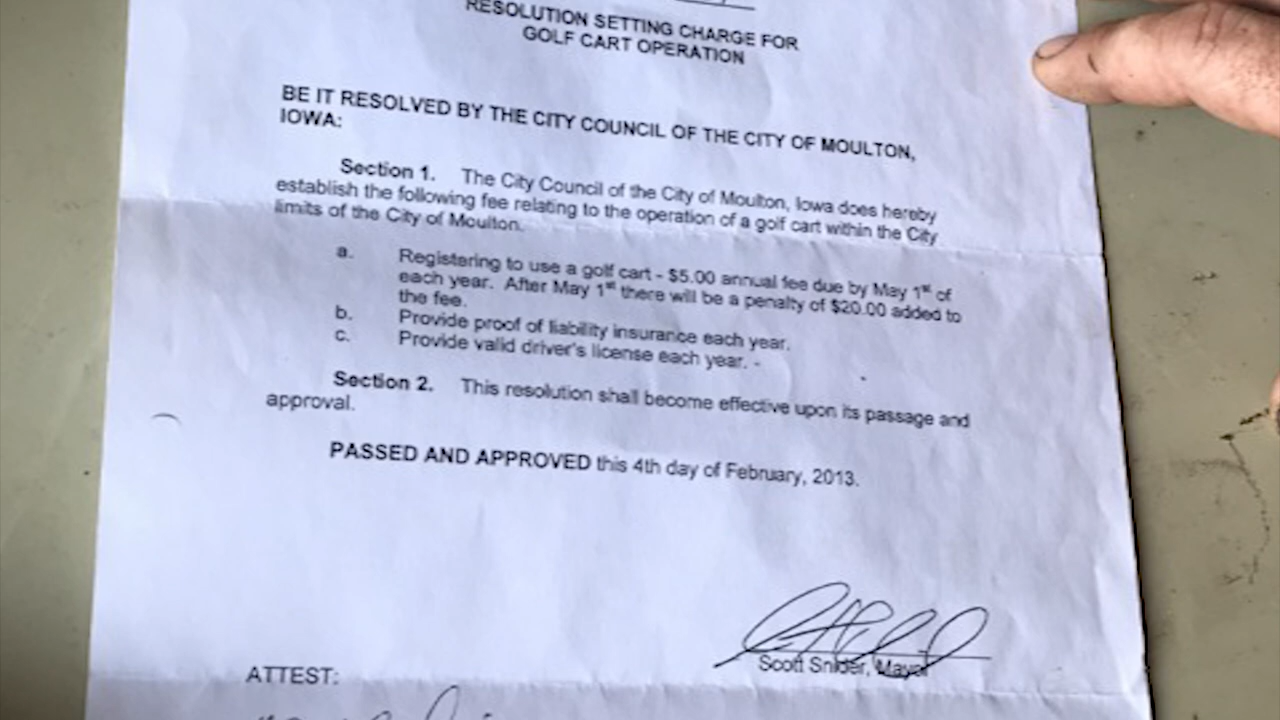 RESOLUTION SETTING CHARGE FOR
GOLF CART OPERATION
BE IT RESOLVED BY THE CITY COUNCIL OF THE CITY OF MOULTON,
IOWA:
Section 1. The City Council of the City of Moulton, Iowa does hereby
establish the following fee relating to the operation of a golf cart within the City
limits of the City of Moulton.
a. Registering to use a golf cart - $5.00 annual fee due by May 1st of
each year. After May 1st there will be a penalty of $20.00 added to
the fee.
b. Provide proof of liability insurance each year.
c. Provide valid driver's license each year. -
Section 2. This resolution shall become effective upon its passage and
approval.
PASSED AND APPROVED this 4th day of February, 2013.
Scott Snider, Mayor
ATTEST: